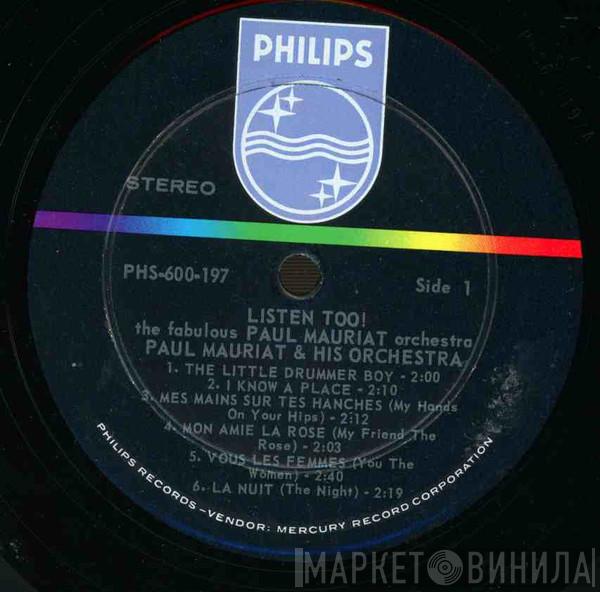 PHILIPS
STEREO
PHS-600-197
Side 1
LISTEN TOO!
the fabulous PAUL MAURIAT orchestra
PAUL MAURIAT & HIS ORCHESTRA
1. THE LITTLE DRUMMER BOY - 2:00
2. I KNOW A PLACE - 2:10
3. MES MAINS SUR TES HANCHES (My Hands
On Your Hips) - 2:12
4. MON AMIE LA ROSE (My Friend The
Rose) - 2:03
5. VOUS LES FEMMES (You The
Women) - 2:40
6. LA NUIT (The Night) - 2:19
PHILIPS RECORDS-VENDOR: MERCURY RECORD CORPORATION
МАРКЕТ ВИНИЛА